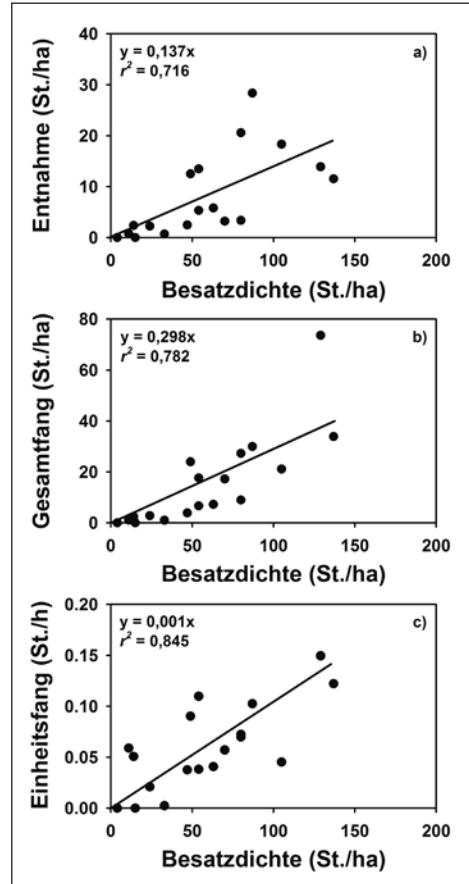 y = 0,137x
r² = 0,716
a)
Entnahme (St./ha)
40
30
20
10
0
0 50 100 150 200
Besatzdichte (St./ha)
y = 0,298x
r² = 0,782
b)
Gesamtfang (St./ha)
80
60
40
20
0
0 50 100 150 200
Besatzdichte (St./ha)
y = 0,001x
r² = 0,845
c)
Einheitsfang (St./h)
0.20
0.15
0.10
0.05
0.00
0 50 100 150 200
Besatzdichte (St./ha)